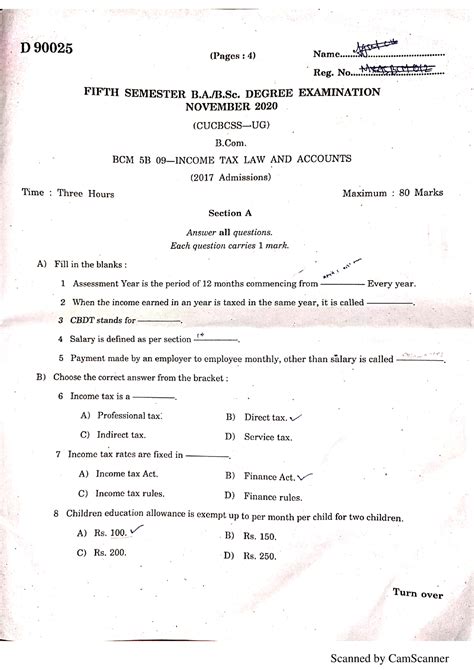 D 90025
(Pages : 4)
Name
Reg. No.
FIFTH SEMESTER B.A./B.Sc. DEGREE EXAMINATION
NOVEMBER 2020
(CUCBCSS—UG)
B.Com.
BCM 5B 09—INCOME TAX LAW AND ACCOUNTS
(2017 Admissions)
Time : Three Hours Maximum : 80 Marks
Section A
Answer all questions.
Each question carries 1 mark.
A) Fill in the blanks :
1 Assessment Year is the period of 12 months commencing from ———— Every year.
2 When the income earned in an year is taxed in the same year, it is called ————.
3 CBDT stands for ————.
4 Salary is defined as per section ————.
5 Payment made by an employer to employee monthly, other than salary is called ————.
B) Choose the correct answer from the bracket :
6 Income tax is a ————.
A) Professional tax. B) Direct tax.
C) Indirect tax. D) Service tax.
7 Income tax rates are fixed in ————.
A) Income tax Act. B) Finance Act.
C) Income tax rules. D) Finance rules.
8 Children education allowance is exempt up to per month per child for two children.
A) Rs. 100. B) Rs. 150.
C) Rs. 200. D) Rs. 250.
Turn over
Scanned by CamScanner